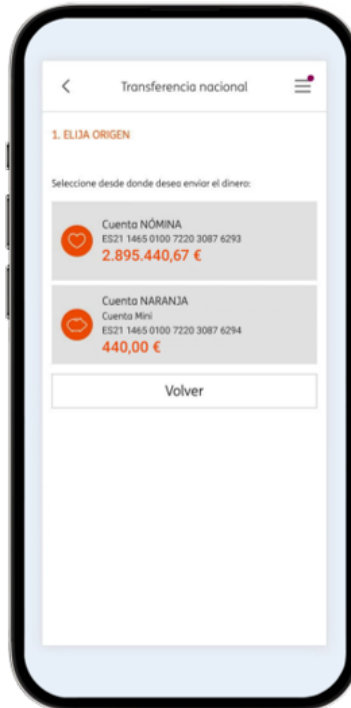 Transferencia nacional
1. ELIJA ORIGEN
Seleccione desde donde desea enviar el dinero:
Cuenta NÓMINA
ES21 1465 0100 7220 3087 6293
2.895.440,67 €
Cuenta NARANJA
Cuenta Mini
ES21 1465 0100 7220 3087 6294
440,00 €
Volver